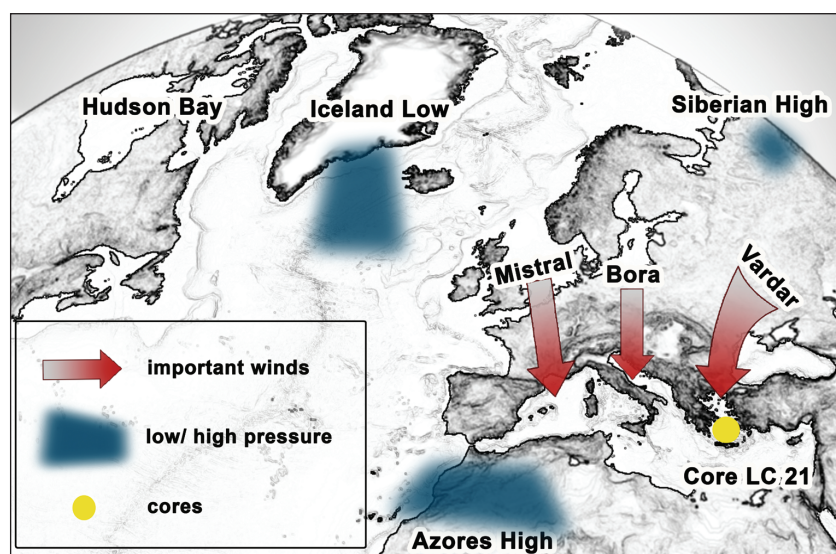 Hudson Bay
Iceland Low
Siberian High
Mistral
Bora
Vardar
important winds
low/ high pressure
cores
Core LC 21
Azores High